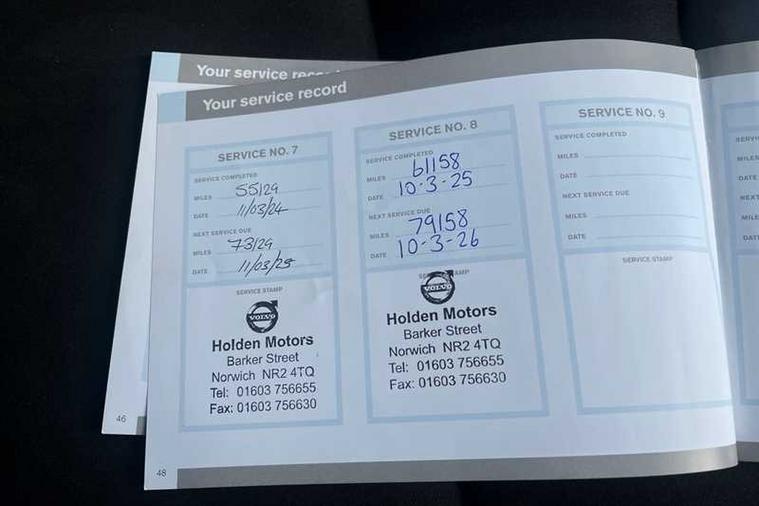 Your service
Your service record
SERVICE NO. 7
SERVICE COMPLETED
MILES 55129
DATE 11/03/24
NEXT SERVICE DUE
MILES 73129
DATE 11/03/25
SERVICE STAMP
VOLVO
Holden Motors
Barker Street
Norwich NR2 4TQ
Tel: 01603 756655
Fax: 01603 756630
SERVICE NO. 8
SERVICE COMPLETED
MILES 61158
DATE 10-3-25
NEXT SERVICE DUE
MILES 79158
DATE 10-3-26
VOLVO
Holden Motors
Barker Street
Norwich NR2 4TQ
Tel: 01603 756655
Fax: 01603 756630
SERVICE NO. 9
SERVICE COMPLETED
MILES
DATE
NEXT SERVICE DUE
MILES
DATE
SERVICE STAMP
46
48